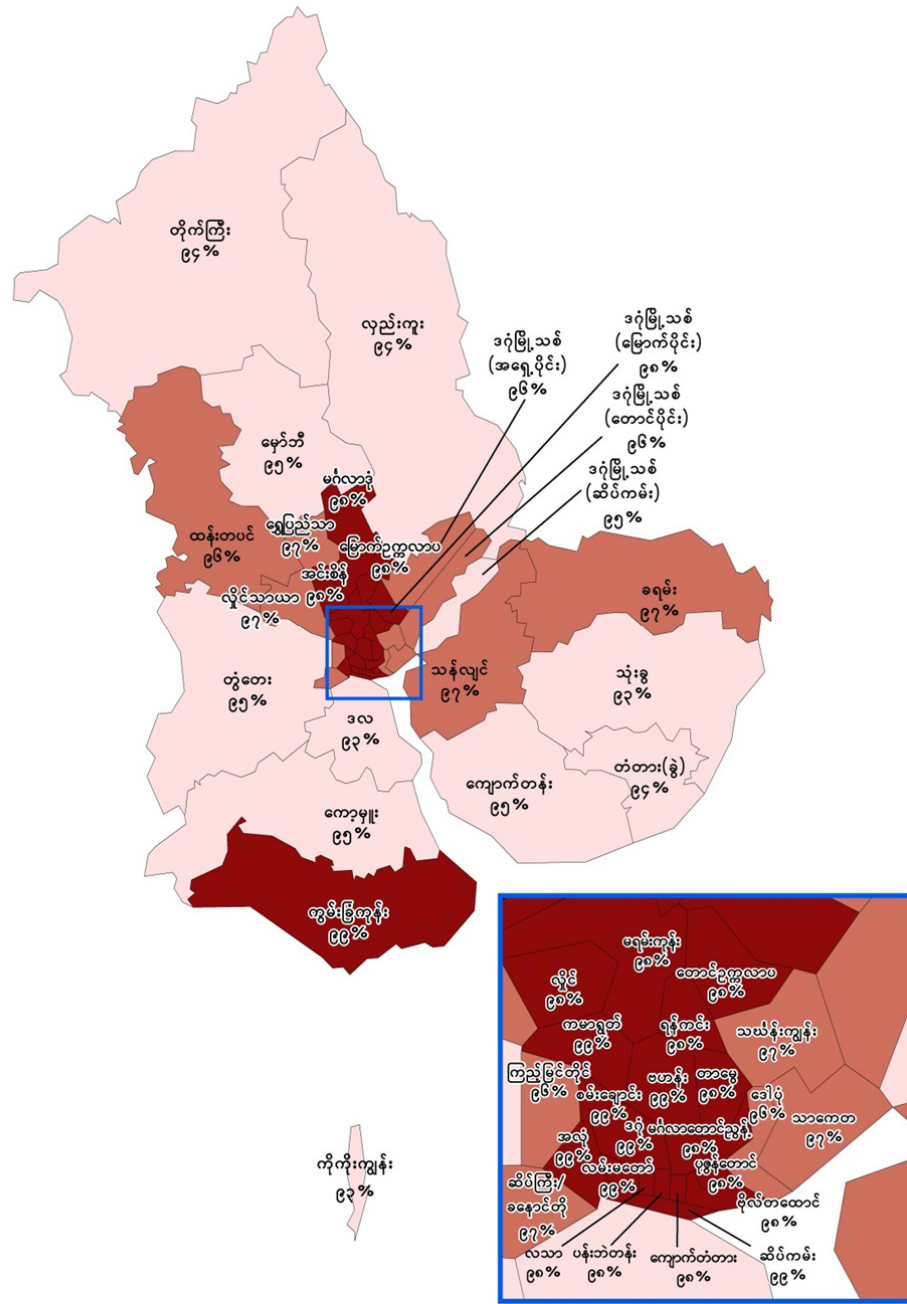 တိုက်ကြီး
၉၄%
လှည်းကူး
၉၄%
ဒဂုံမြို့သစ်
(အရှေ့ပိုင်း)
၉၆%
ဒဂုံမြို့သစ်
(မြောက်ပိုင်း)
၉၈%
ဒဂုံမြို့သစ်
(တောင်ပိုင်း)
၉၆%
ဒဂုံမြို့သစ်
(ဆိပ်ကမ်း)
၉၅%
မှော်ဘီ
၉၅%
မင်္ဂလာဒုံ
၉၈%
ရွှေပြည်သာ
၉၇%
ထန်းတပင်
၉၆%
မြောက်ဥက္ကလာပ
၉၈%
အင်းစိန်
၉၈%
လှိုင်သာယာ
၉၇%
ခရမ်း
၉၇%
တွံတေး
၉၅%
သန်လျင်
၉၇%
သုံးခွ
၉၃%
ဒလ
၉၃%
တံတား(ခွဲ)
၉၄%
ကျောက်တန်း
၉၅%
ကော့မှူး
၉၅%
ကွမ်းခြံကုန်း
၉၉%
ကိုကိုးကျွန်း
၉၃%
မရမ်းကုန်း
၉၈%
တောင်ဥက္ကလာပ
၉၈%
လှိုင်
၉၈%
ကမာရွတ်
၉၉%
ရန်ကင်း
၉၈%
သင်္ဃန်းကျွန်း
၉၇%
ကြည့်မြင်တိုင်
၉၆%
စမ်းချောင်း
၉၉%
ဗဟန်း
၉၉%
တာမွေ
၉၈%
ဒေါပုံ
၉၆%
သာကေတ
၉၇%
ဒဂုံ
၉၉%
မင်္ဂလာတောင်ညွန့်
၉၈%
အလုံ
၉၉%
လမ်းမတော်
၉၉%
ပုဇွန်တောင်
၉၈%
ဆိပ်ကြီး/
ခနောင်တို
၉၇%
ဗိုလ်တထောင်
၉၈%
လသာ
၉၈%
ပန်းဘဲတန်း
၉၈%
ကျောက်တံတား
၉၈%
ဆိပ်ကမ်း
၉၉%